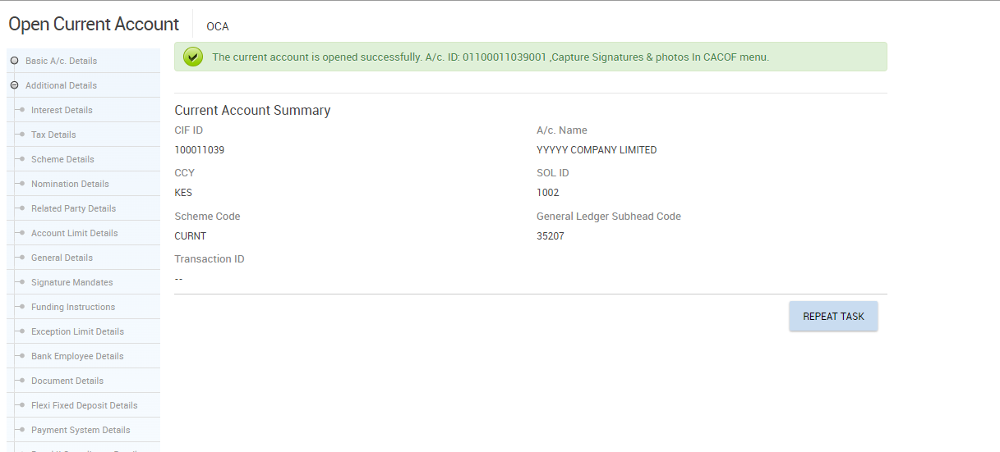 Open Current Account
OCA
Basic A/c. Details
Additional Details
Interest Details
Tax Details
Scheme Details
Nomination Details
Related Party Details
Account Limit Details
General Details
Signature Mandates
Funding Instructions
Exception Limit Details
Bank Employee Details
Document Details
Flexi Fixed Deposit Details
Payment System Details
The current account is opened successfully. A/c. ID: 01100011039001 ,Capture Signatures & photos In CACOF menu.
Current Account Summary
CIF ID
A/c. Name
100011039
YYYYY COMPANY LIMITED
CCY
SOL ID
KES
1002
Scheme Code
General Ledger Subhead Code
CURNT
35207
Transaction ID
--
REPEAT TASK